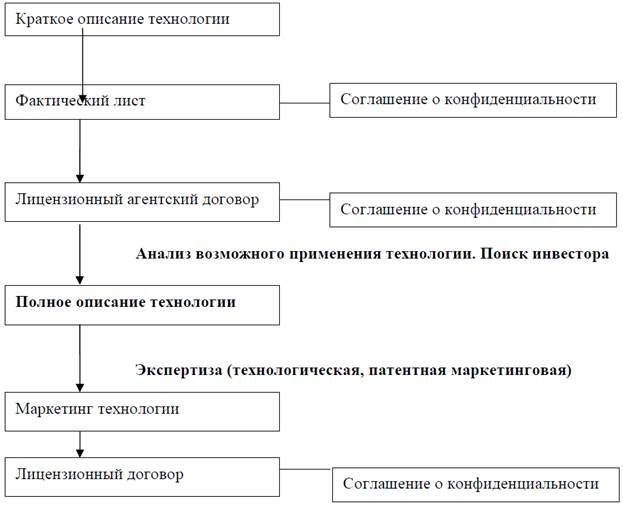 Краткое описание технологии
Фактический лист
Соглашение о конфиденциальности
Лицензионный агентский договор
Соглашение о конфиденциальности
Анализ возможного применения технологии. Поиск инвестора
Полное описание технологии
Экспертиза (технологическая, патентная маркетинговая)
Маркетинг технологии
Лицензионный договор
Соглашение о конфиденциальности